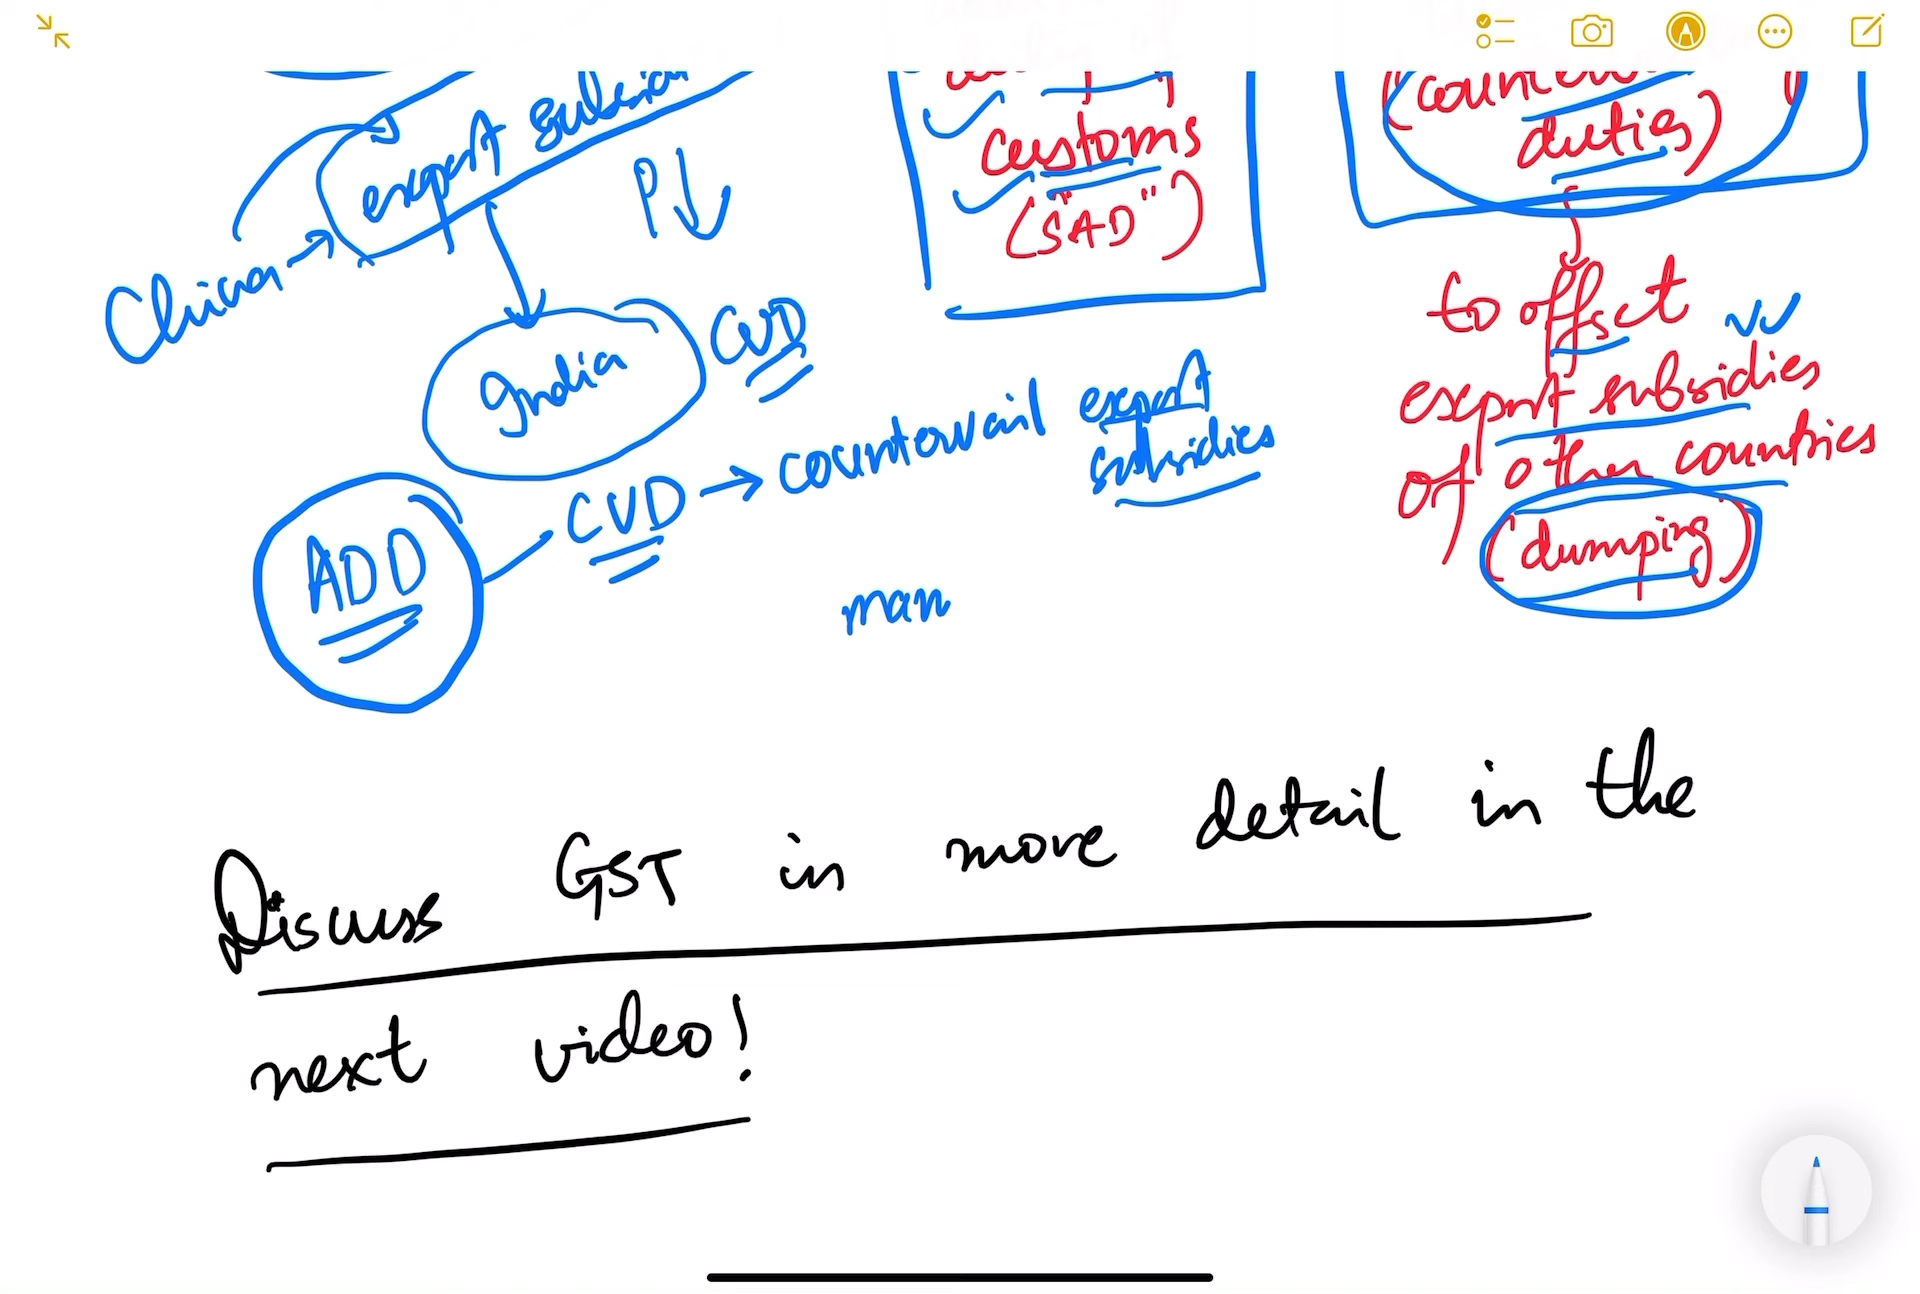 export
P↓
China →
customs
("SAD")
duties)
India
CVD
to offset
export subsidies
of other countries
(dumping)
countervail export
subsidies
ADD
CVD →
man
Discuss GST in more detail in the
next video!